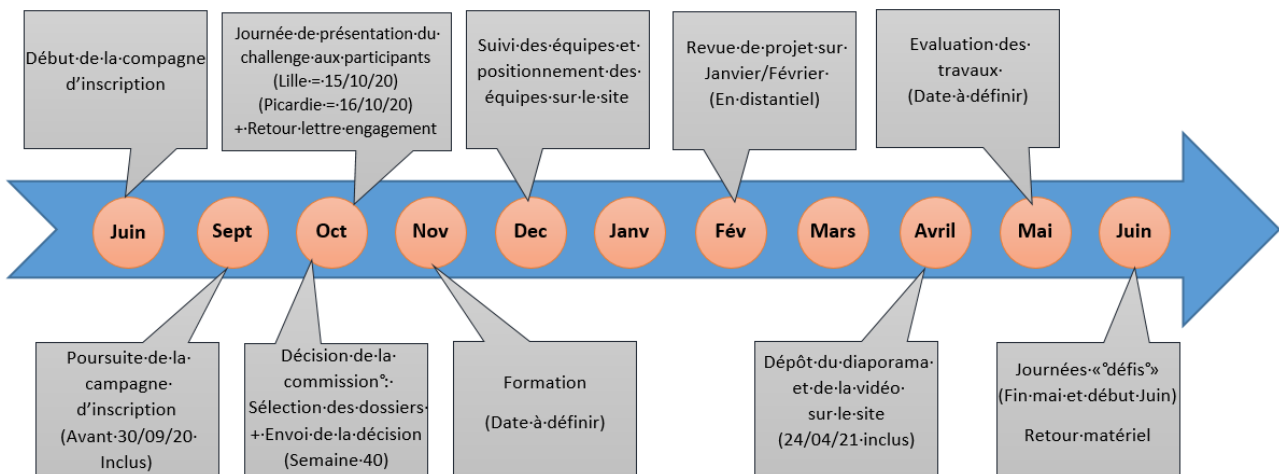 Début de la compagne
d'inscription
Journée de présentation du
challenge aux participants
(Lille = 15/10/20)
(Picardie = 16/10/20)
+ Retour lettre engagement
Suivi des équipes et
positionnement des
équipes sur le site
Revue de projet sur
Janvier/Février
(En distantiel)
Evaluation des
travaux
(Date à définir)
Juin
Sept
Oct
Nov
Dec
Janv
Fév
Mars
Avril
Mai
Juin
Poursuite de la
campagne
d'inscription
(Avant 30/09/20
Inclus)
Décision de la
commission°:
Sélection des dossiers
+ Envoi de la décision
(Semaine 40)
Formation
(Date à définir)
Dépôt du diaporama
et de la vidéo
sur le site
(24/04/21 inclus)
Journées «°défis°»
(Fin mai et début Juin)
Retour matériel